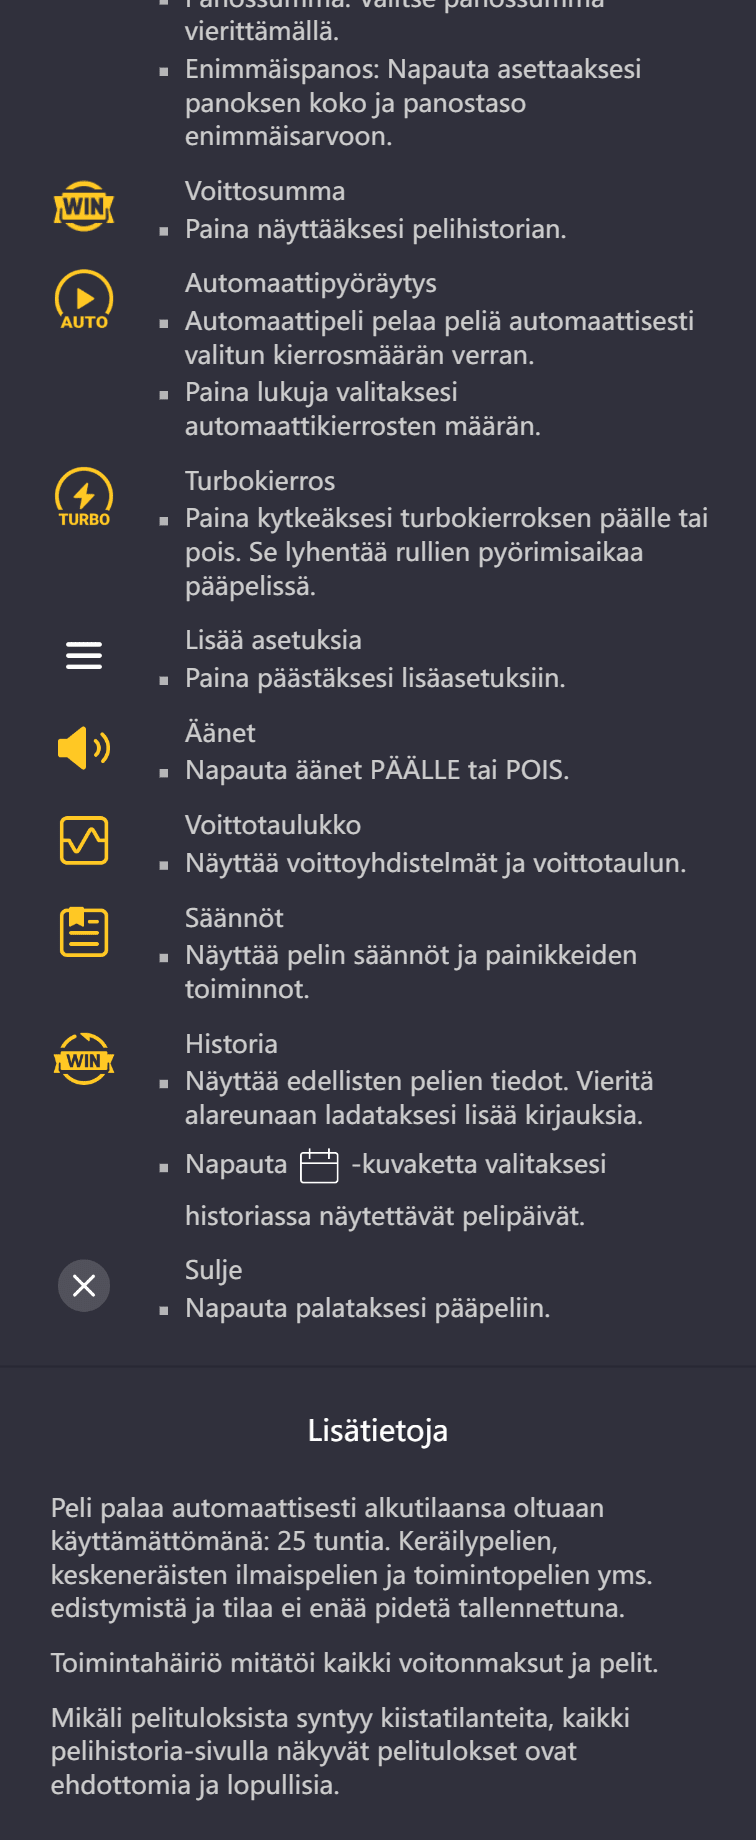 Panossumma: Valitse panossumma
vierittämällä.
Enimmäispanos: Napauta asettaaksesi
panoksen koko ja panostaso
enimmäisarvoon.
WIN
Voittosumma
Paina näyttääksesi pelihistorian.
AUTO
Automaattipyöräytys
Automaattipeli pelaa peliä automaattisesti
valitun kierrosmäärän verran.
Paina lukuja valitaksesi
automaattikierrosten määrän.
TURBO
Turbokierros
Paina kytkeäksesi turbokierroksen päälle tai
pois. Se lyhentää rullien pyörimisaikaa
pääpelissä.
Lisää asetuksia
Paina päästäksesi lisäasetuksiin.
Äänet
Napauta äänet PÄÄLLE tai POIS.
Voittotaulukko
Näyttää voittoyhdistelmät ja voittotaulun.
Säännöt
Näyttää pelin säännöt ja painikkeiden
toiminnot.
WIN
Historia
Näyttää edellisten pelien tiedot. Vieritä
alareunaan ladataksesi lisää kirjauksia.
Napauta -kuvaketta valitaksesi
historiassa näytettävät pelipäivät.
Sulje
Napauta palataksesi pääpeliin.
Lisätietoja
Peli palaa automaattisesti alkutilaansa oltuaan
käyttämättömänä: 25 tuntia. Keräilypelien,
keskeneräisten ilmaispelien ja toimintopelien yms.
edistymistä ja tilaa ei enää pidetä tallennettuna.
Toimintahäiriö mitätöi kaikki voitonmaksut ja pelit.
Mikäli pelituloksista syntyy kiistatilanteita, kaikki
pelihistoria-sivulla näkyvät pelitulokset ovat
ehdottomia ja lopullisia.